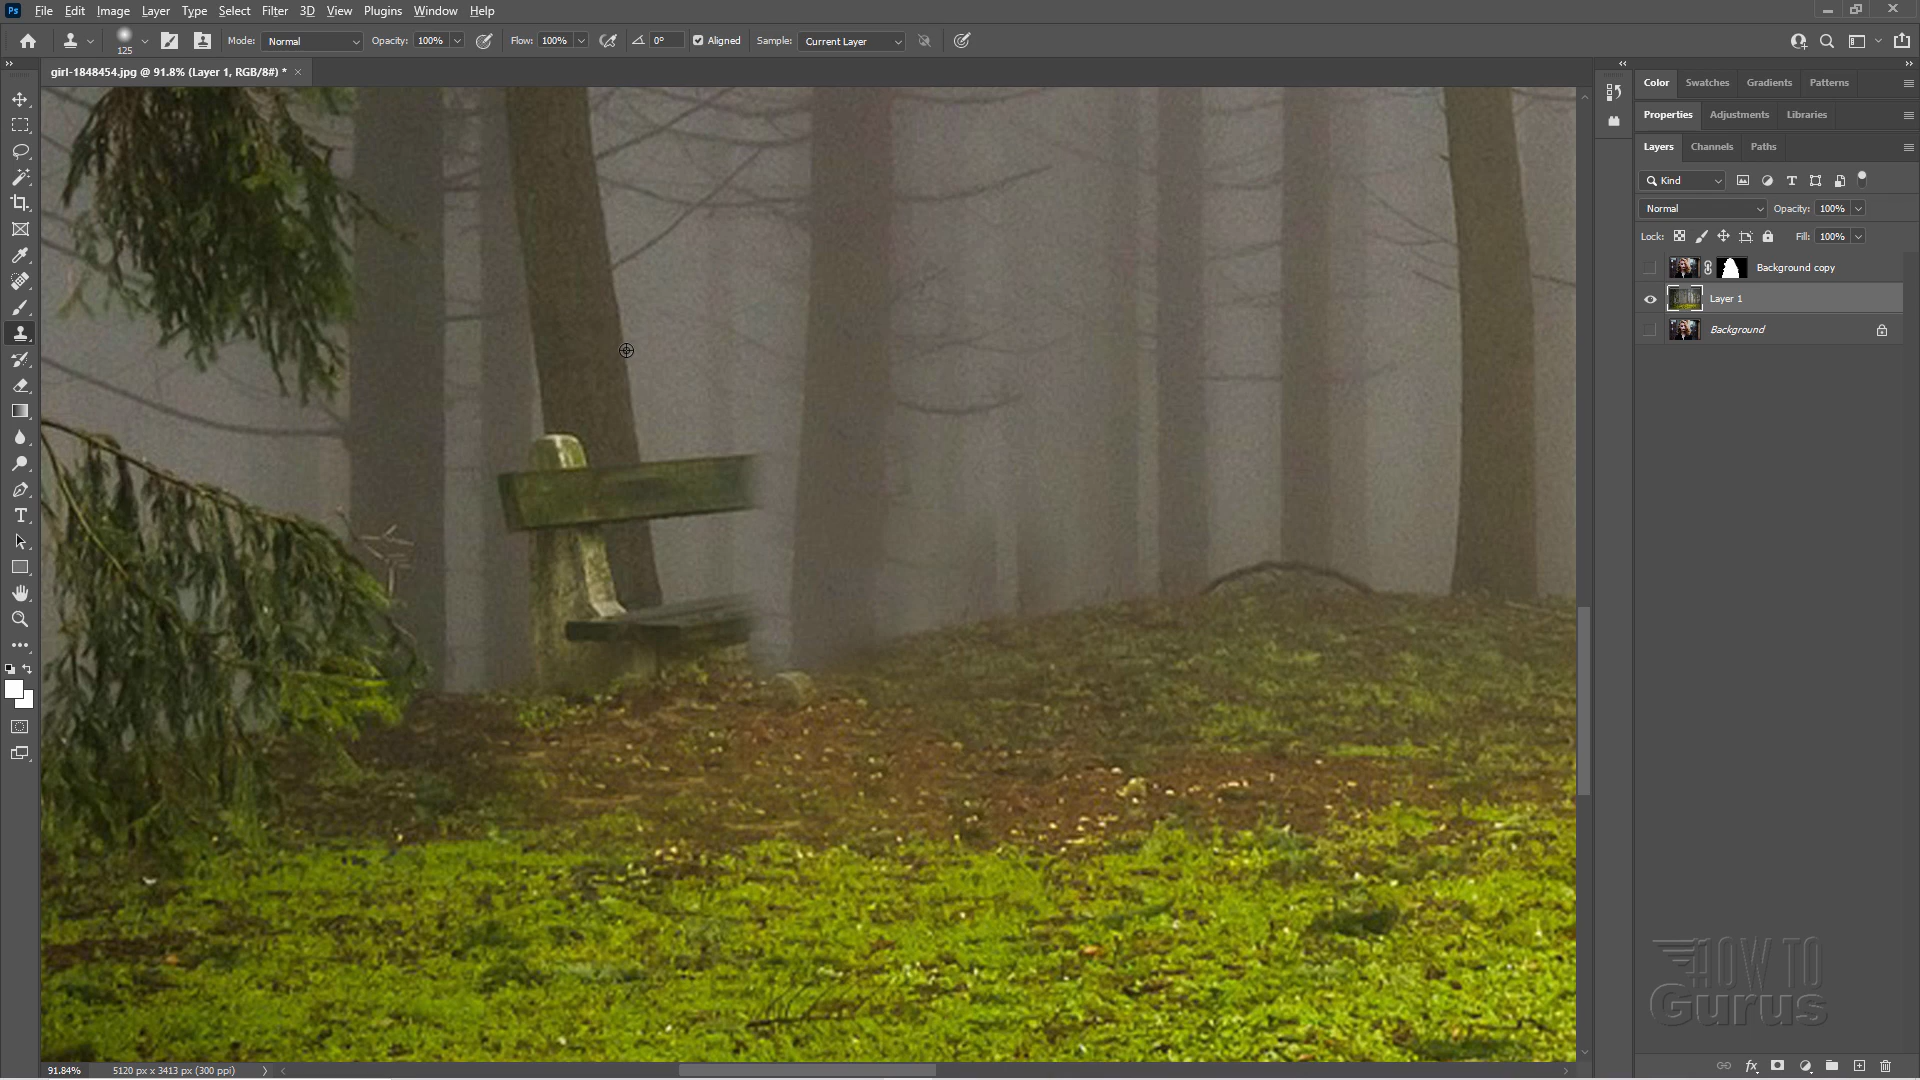 Ps File Edit Image Layer Type Select Filter 3D View Plugins Window Help
125 Mode: Normal Opacity: 100% Flow: 100% 0° Aligned Sample: Current Layer
girl-1848454.jpg @ 91.8% (Layer 1, RGB/8#) *
Color Swatches Gradients Patterns
Properties Adjustments Libraries
Layers Channels Paths
Kind
Normal Opacity: 100%
Lock: Fill: 100%
Background copy
Layer 1
Background
HOW TO
Gurus
91.84% 5120 px x 3413 px (300 ppi)